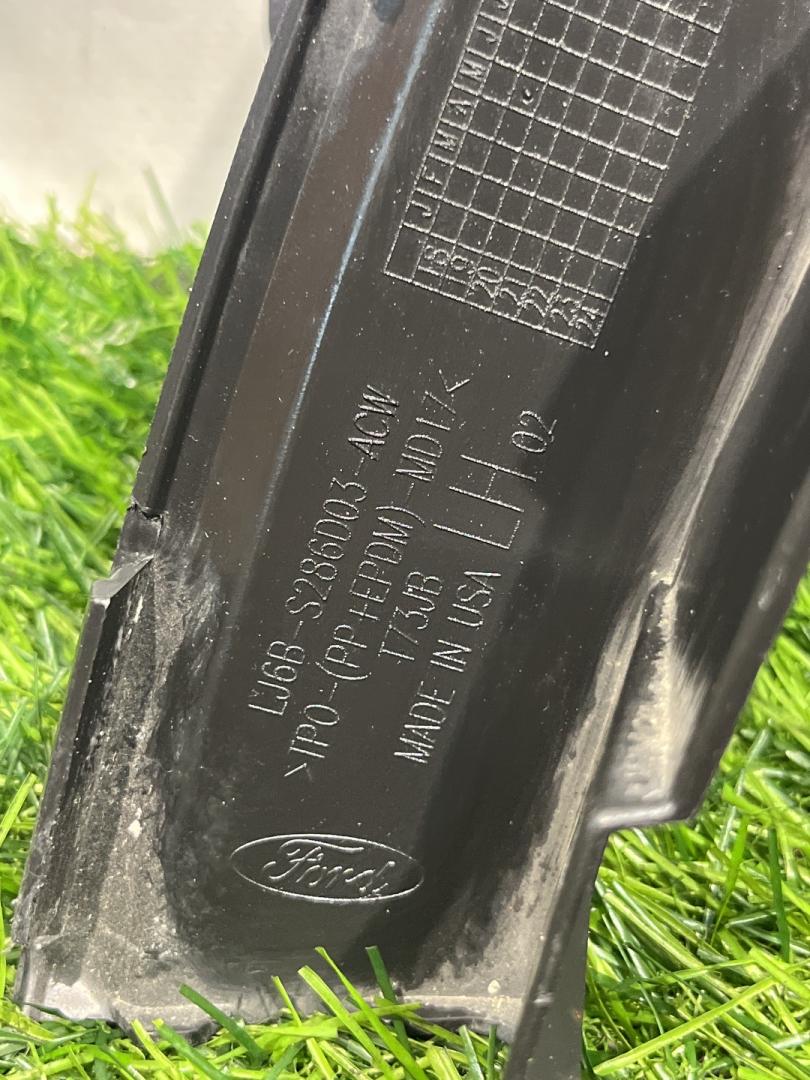 J F M A M J J
18
19
20
21
22
23
24
LJ6B-S286D03-ACW
>TPO-(PP+EPDM)-MD17<
T73JB
LH
MADE IN USA
02
Ford